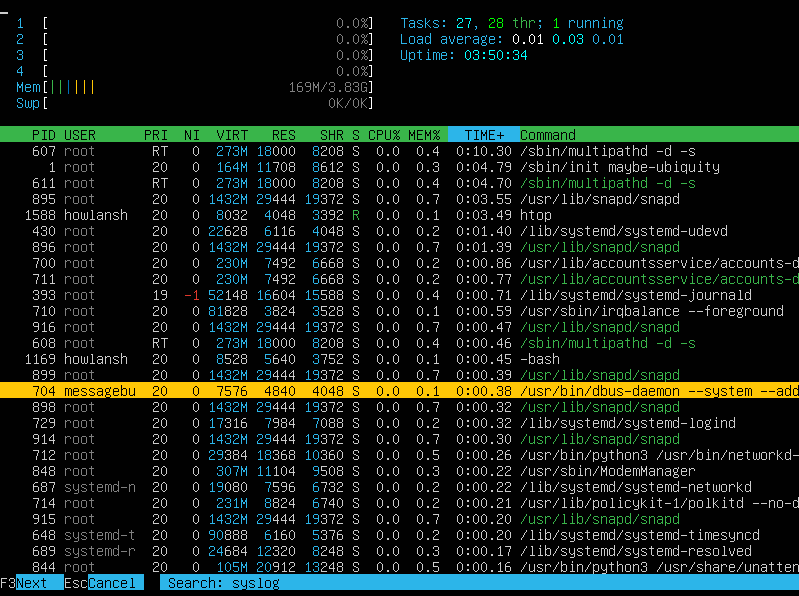 1 [ 0.0%] Tasks: 27, 28 thr; 1 running
2 [ 0.0%] Load average: 0.01 0.03 0.01
3 [ 0.0%] Uptime: 03:50:34
4 [ 0.0%]
Mem[|||||| 169M/3.83G]
Swp[ 0K/0K]
PID USER PRI NI VIRT RES SHR S CPU% MEM% TIME+ Command
607 root RT 0 273M 18000 8208 S 0.0 0.4 0:10.30 /sbin/multipathd -d -s
1 root 20 0 164M 11708 8612 S 0.0 0.3 0:04.79 /sbin/init maybe-ubiquity
611 root RT 0 273M 18000 8208 S 0.0 0.4 0:04.70 /sbin/multipathd -d -s
895 root 20 0 1432M 29444 19372 S 0.0 0.7 0:03.55 /usr/lib/snapd/snapd
1588 howlansh 20 0 8032 4048 3392 R 0.0 0.1 0:03.49 htop
430 root 20 0 22628 6116 4048 S 0.0 0.2 0:01.40 /lib/systemd/systemd-udevd
896 root 20 0 1432M 29444 19372 S 0.0 0.7 0:01.39 /usr/lib/snapd/snapd
700 root 20 0 230M 7492 6668 S 0.0 0.2 0:00.86 /usr/lib/accountsservice/accounts-d
711 root 20 0 230M 7492 6668 S 0.0 0.2 0:00.77 /usr/lib/accountsservice/accounts-d
393 root 19 -1 52148 16604 15588 S 0.0 0.4 0:00.71 /lib/systemd/systemd-journald
710 root 20 0 81828 3824 3528 S 0.0 0.1 0:00.59 /usr/sbin/irqbalance --foreground
916 root 20 0 1432M 29444 19372 S 0.0 0.7 0:00.47 /usr/lib/snapd/snapd
608 root RT 0 273M 18000 8208 S 0.0 0.4 0:00.46 /sbin/multipathd -d -s
1169 howlansh 20 0 8528 5640 3752 S 0.0 0.1 0:00.45 -bash
899 root 20 0 1432M 29444 19372 S 0.0 0.7 0:00.39 /usr/lib/snapd/snapd
704 messagebu 20 0 7576 4840 4048 S 0.0 0.1 0:00.38 /usr/bin/dbus-daemon --system --add
898 root 20 0 1432M 29444 19372 S 0.0 0.7 0:00.32 /usr/lib/snapd/snapd
729 root 20 0 17316 7984 7088 S 0.0 0.2 0:00.32 /lib/systemd/systemd-logind
914 root 20 0 1432M 29444 19372 S 0.0 0.7 0:00.30 /usr/lib/snapd/snapd
712 root 20 0 29384 18368 10360 S 0.0 0.5 0:00.26 /usr/bin/python3 /usr/bin/networkd-
848 root 20 0 307M 11104 9508 S 0.0 0.3 0:00.22 /usr/sbin/ModemManager
687 systemd-n 20 0 19080 7596 6732 S 0.0 0.2 0:00.22 /lib/systemd/systemd-networkd
714 root 20 0 231M 8824 6740 S 0.0 0.2 0:00.21 /usr/lib/policykit-1/polkitd --no-d
915 root 20 0 1432M 29444 19372 S 0.0 0.7 0:00.20 /usr/lib/snapd/snapd
648 systemd-t 20 0 90888 6160 5376 S 0.0 0.2 0:00.20 /lib/systemd/systemd-timesyncd
689 systemd-r 20 0 24684 12320 8248 S 0.0 0.3 0:00.17 /lib/systemd/systemd-resolved
844 root 20 0 105M 20912 13248 S 0.0 0.5 0:00.16 /usr/bin/python3 /usr/share/unatten
F3Next EscCancel Search: syslog